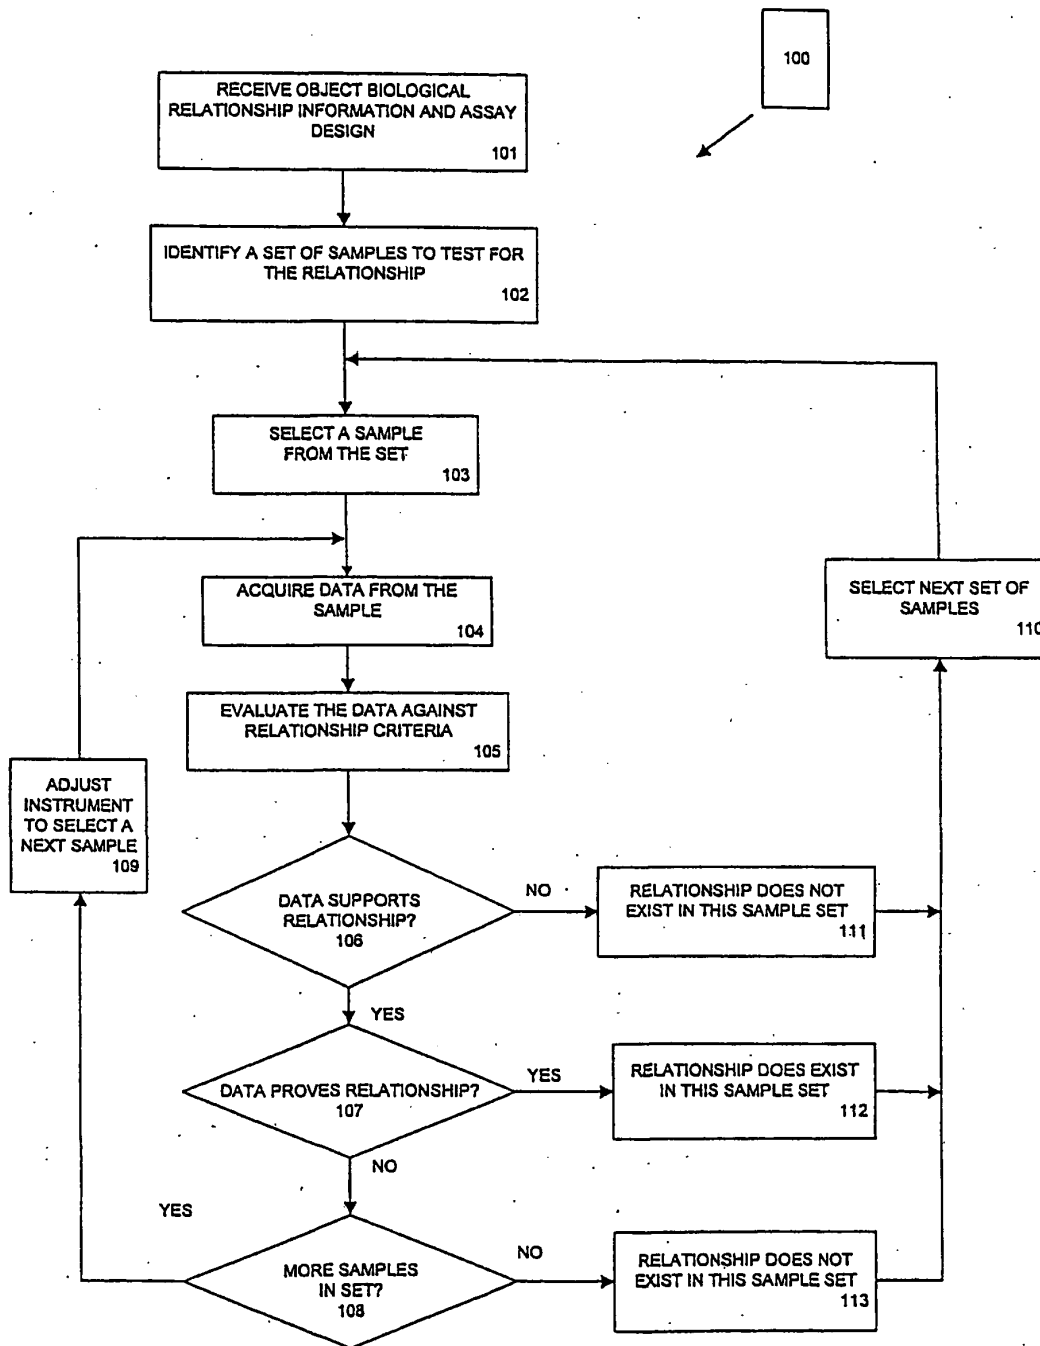 100
RECEIVE OBJECT BIOLOGICAL
RELATIONSHIP INFORMATION AND ASSAY
DESIGN
101
IDENTIFY A SET OF SAMPLES TO TEST FOR
THE RELATIONSHIP
102
SELECT A SAMPLE
FROM THE SET
103
ACQUIRE DATA FROM THE
SAMPLE
104
SELECT NEXT SET OF
SAMPLES
110
EVALUATE THE DATA AGAINST
RELATIONSHIP CRITERIA
105
ADJUST
INSTRUMENT
TO SELECT A
NEXT SAMPLE
109
DATA SUPPORTS
RELATIONSHIP?
106
NO
RELATIONSHIP DOES NOT
EXIST IN THIS SAMPLE SET
111
YES
DATA PROVES RELATIONSHIP?
107
YES
RELATIONSHIP DOES EXIST
IN THIS SAMPLE SET
112
NO
YES
MORE SAMPLES
IN SET?
108
NO
RELATIONSHIP DOES NOT
EXIST IN THIS SAMPLE SET
113